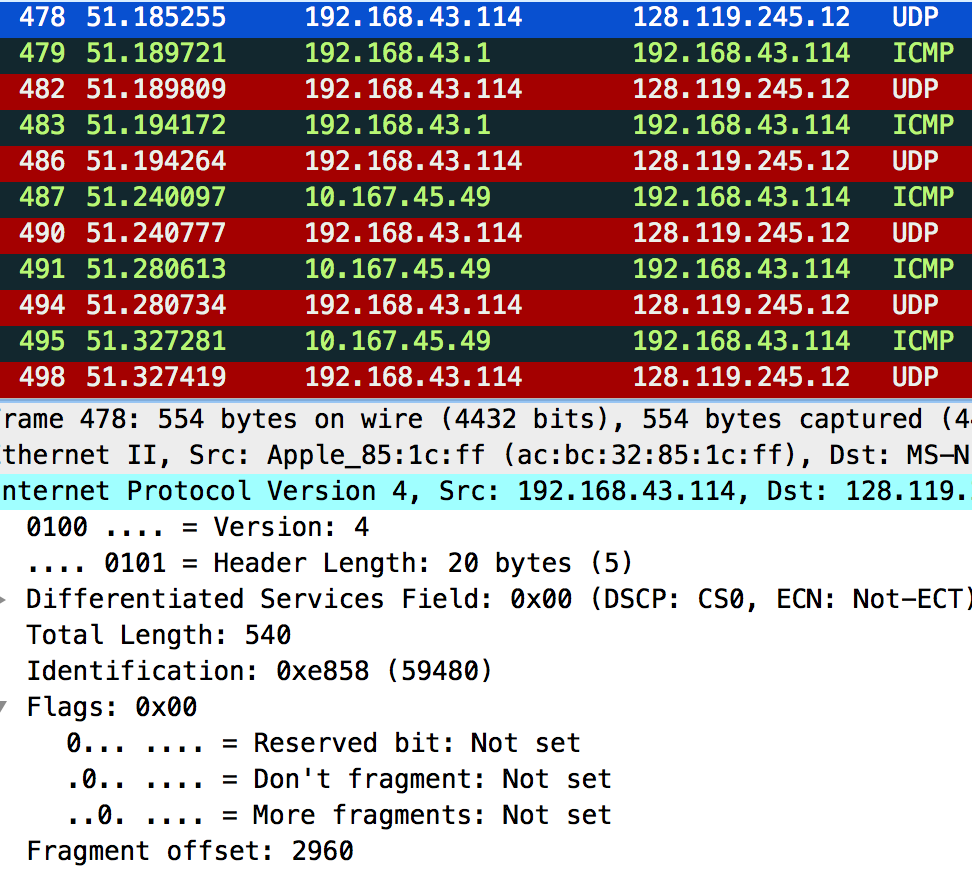 478 51.185255 192.168.43.114 128.119.245.12 UDP
479 51.189721 192.168.43.1 192.168.43.114 ICMP
482 51.189809 192.168.43.114 128.119.245.12 UDP
483 51.194172 192.168.43.1 192.168.43.114 ICMP
486 51.194264 192.168.43.114 128.119.245.12 UDP
487 51.240097 10.167.45.49 192.168.43.114 ICMP
490 51.240777 192.168.43.114 128.119.245.12 UDP
491 51.280613 10.167.45.49 192.168.43.114 ICMP
494 51.280734 192.168.43.114 128.119.245.12 UDP
495 51.327281 10.167.45.49 192.168.43.114 ICMP
498 51.327419 192.168.43.114 128.119.245.12 UDP
rame 478: 554 bytes on wire (4432 bits), 554 bytes captured (44
thernet II, Src: Apple_85:1c:ff (ac:bc:32:85:1c:ff), Dst: MS-N
nternet Protocol Version 4, Src: 192.168.43.114, Dst: 128.119.
0100 .... = Version: 4
.... 0101 = Header Length: 20 bytes (5)
Differentiated Services Field: 0x00 (DSCP: CS0, ECN: Not-ECT)
Total Length: 540
Identification: 0xe858 (59480)
Flags: 0x00
0... .... = Reserved bit: Not set
.0.. .... = Don't fragment: Not set
..0. .... = More fragments: Not set
Fragment offset: 2960